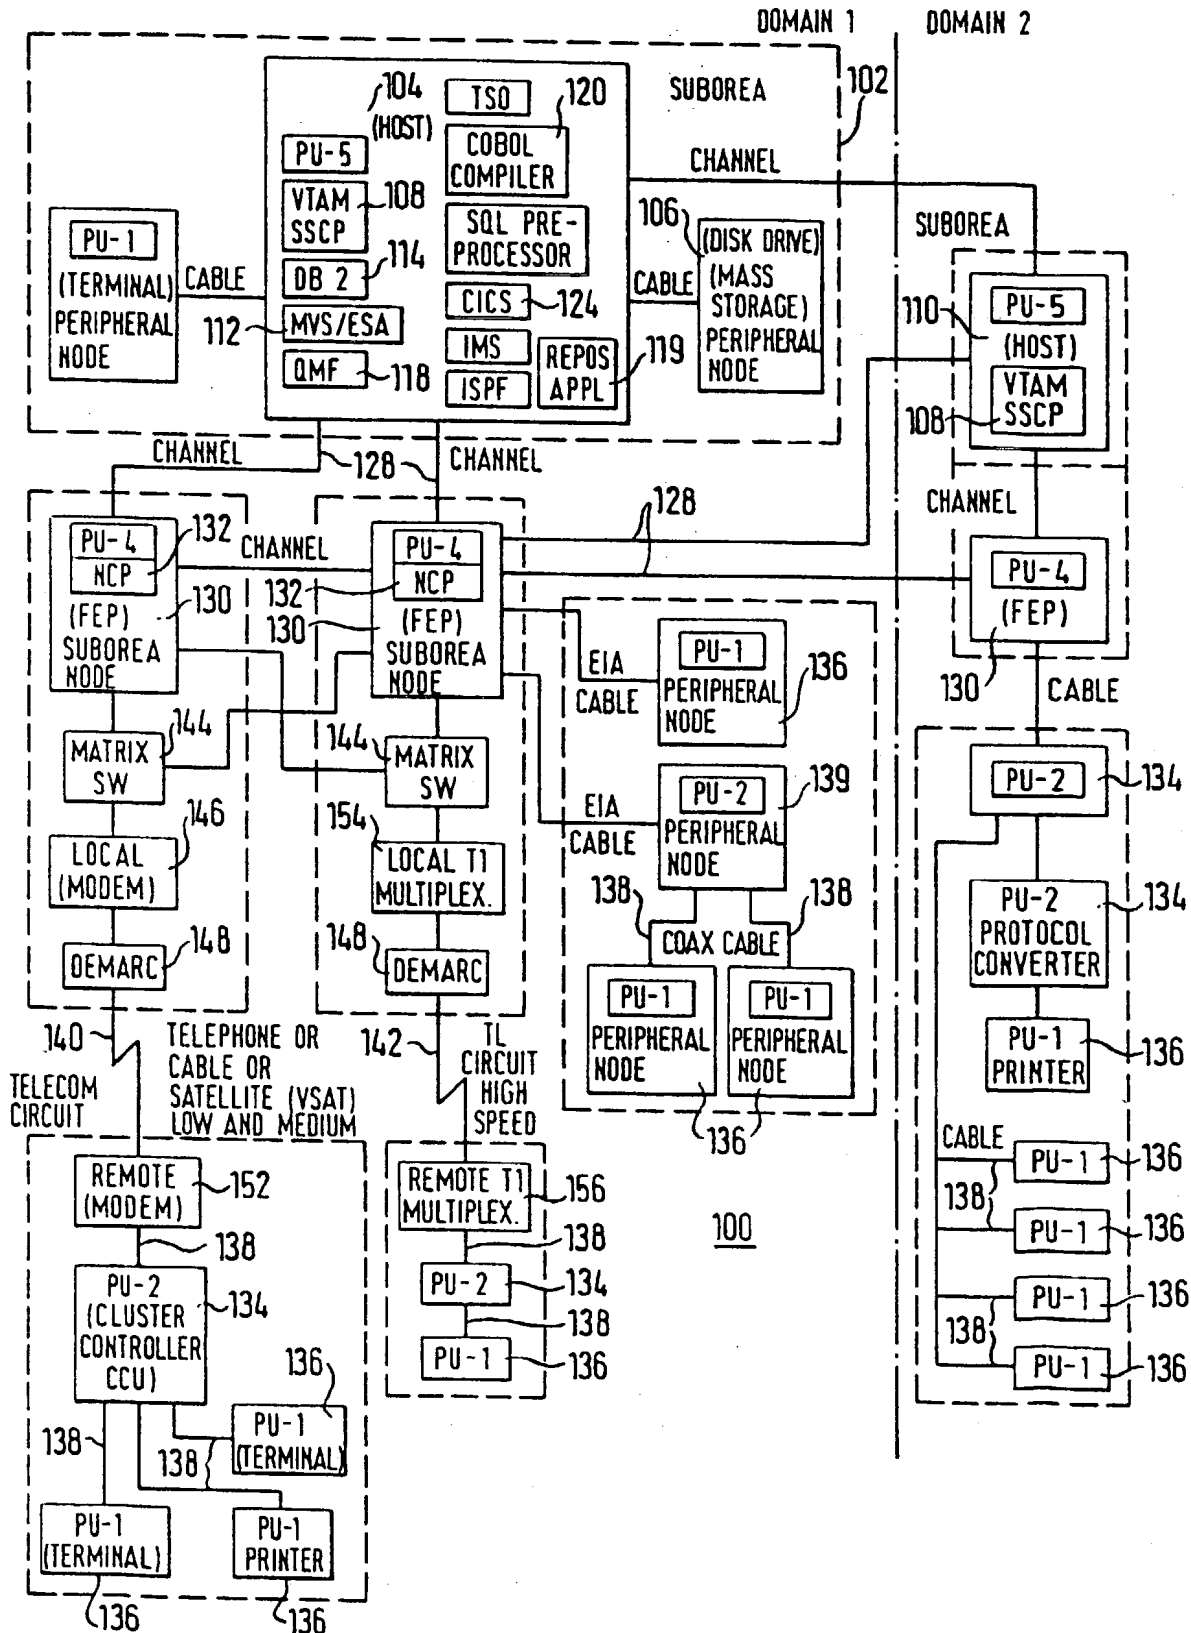 DOMAIN 1
DOMAIN 2
SUBOREA
102
104
(HOST)
PU-5
VTAM
SSCP
108
DB 2
114
112
MVS/ESA
QMF
118
TSO
120
COBOL
COMPILER
SQL PRE-
PROCESSOR
CICS
124
IMS
ISPF
REPOS
APPL
119
PU-1
(TERMINAL)
PERIPHERAL
NODE
CABLE
CABLE
106
(DISK DRIVE)
(MASS
STORAGE)
PERIPHERAL
NODE
CHANNEL
SUBOREA
110
PU-5
(HOST)
VTAM
SSCP
108
CHANNEL
PU-4
(FEP)
130
CABLE
CHANNEL
128
CHANNEL
128
PU-4
NCP
132
(FEP)
SUBOREA
NODE
130
CHANNEL
PU-4
NCP
132
130
(FEP)
SUBOREA
NODE
144
MATRIX
SW
144
MATRIX
SW
146
LOCAL
(MODEM)
154
LOCAL T1
MULTIPLEX.
148
DEMARC
148
DEMARC
EIA
CABLE
PU-1
PERIPHERAL
NODE
136
EIA
CABLE
PU-2
PERIPHERAL
NODE
139
138
138
COAX CABLE
PU-1
PERIPHERAL
NODE
PU-1
PERIPHERAL
NODE
136
PU-2
134
PU-2
PROTOCOL
CONVERTER
134
PU-1
PRINTER
136
CABLE
PU-1
136
138
PU-1
136
PU-1
136
138
PU-1
136
140
TELECOM
CIRCUIT
TELEPHONE OR
CABLE OR
SATELLITE (VSAT)
LOW AND MEDIUM
142
TL
CIRCUIT
HIGH
SPEED
REMOTE
(MODEM)
152
138
PU-2
(CLUSTER
CONTROLLER
CCU)
134
136
PU-1
(TERMINAL)
138
138
PU-1
(TERMINAL)
136
PU-1
PRINTER
136
REMOTE T1
MULTIPLEX.
156
138
PU-2
134
138
PU-1
136
100